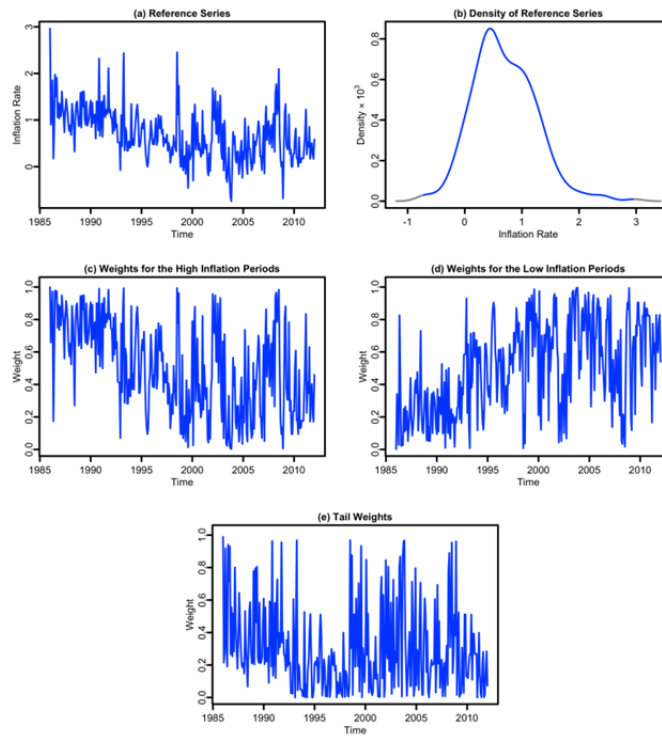 (a) Reference Series
Inflation Rate
3
2
1
0
1985 1990 1995 2000 2005 2010
Time
(b) Density of Reference Series
Density × 10³
0.8
0.6
0.4
0.2
0.0
-1 0 1 2 3
Inflation Rate
(c) Weights for the High Inflation Periods
Weight
1.0
0.8
0.6
0.4
0.2
0.0
1985 1990 1995 2000 2005 2010
Time
(d) Weights for the Low Inflation Periods
Weight
1.0
0.8
0.6
0.4
0.2
0.0
1985 1990 1995 2000 2005 2010
Time
(e) Tail Weights
Weight
1.0
0.8
0.6
0.4
0.2
0.0
1985 1990 1995 2000 2005 2010
Time